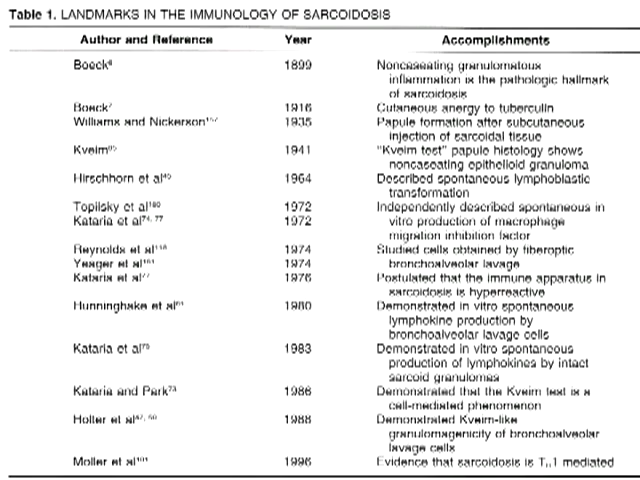 Table 1. LANDMARKS IN THE IMMUNOLOGY OF SARCOIDOSIS
Author and Reference Year Accomplishments
Boeck 1899 Noncaseating granulomatous
inflammation is the pathologic hallmark
of sarcoidosis
Boeck 1916 Cutaneous anergy to tuberculin
Williams and Nickerson 1935 Papule formation after subcutaneous
injection of sarcoidal tissue
Kveim 1941 "Kveim test" papule histology shows
noncaseating epithelioid granuloma
Hirschhorn et al 1964 Described spontaneous lymphoblastic
transformation
Topilsky et al 1972 Independently described spontaneous in
Kataria et al74, 77 1972 vitro production of macrophage
migration inhibition factor
Reynolds et al 1974 Studied cells obtained by fiberoptic
Yeager et al 1974 bronchoalveolar lavage
Kataria et al 1976 Postulated that the immune apparatus in
sarcoidosis is hyperreactive
Hunninghake et al 1980 Demonstrated in vitro spontaneous
lymphokine production by
bronchoalveolar lavage cells
Kataria et al 1983 Demonstrated in vitro spontaneous
production of lymphokines by intact
sarcoid granulomas
Kataria and Park73 1986 Demonstrated that the Kveim test is a
cell-mediated phenomenon
Holter et al 1988 Demonstrated Kveim-like
granulomagenicity of bronchoalveolar
lavage cells
Moller et al 1996 Evidence that sarcoidosis is TH1 mediated